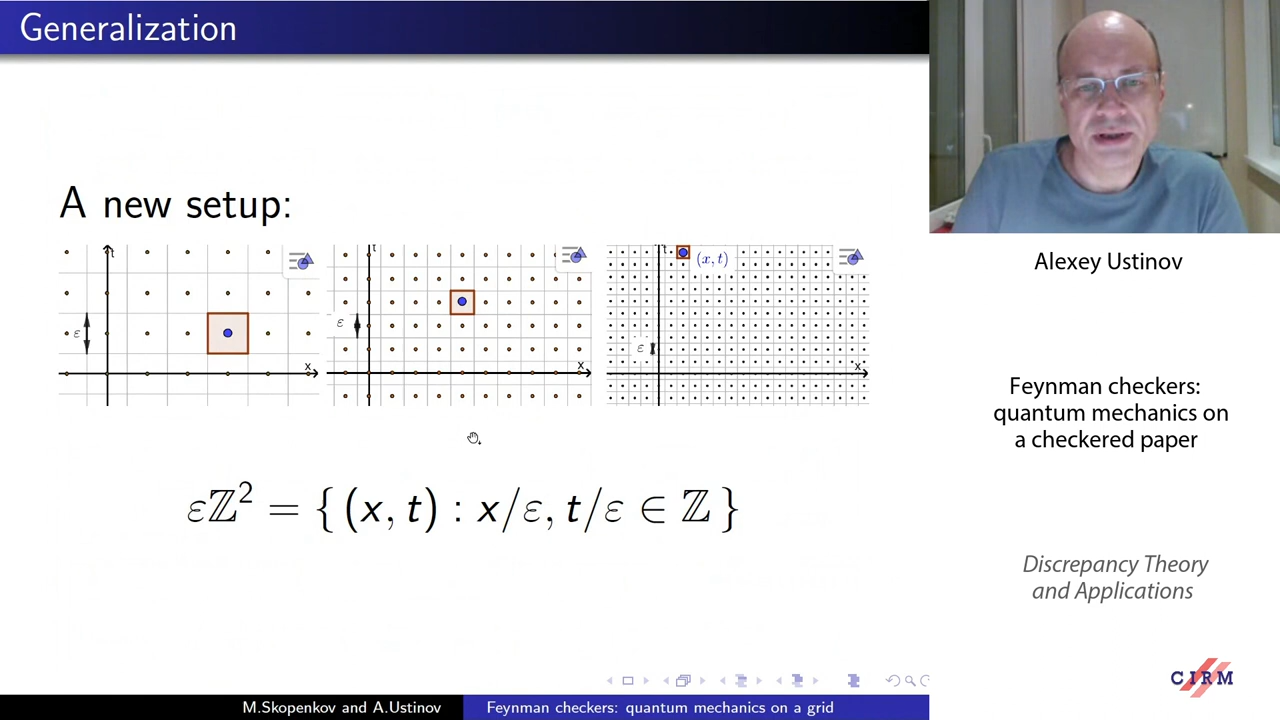 Generalization
A new setup:
t
ε
x
t
ε
x
t
(x, t)
ε
x
εℤ² = { (x, t) : x/ε, t/ε ∈ ℤ }
M.Skopenkov and A.Ustinov
Feynman checkers: quantum mechanics on a grid
Alexey Ustinov
Feynman checkers:
quantum mechanics on
a checkered paper
Discrepancy Theory
and Applications
CIRM